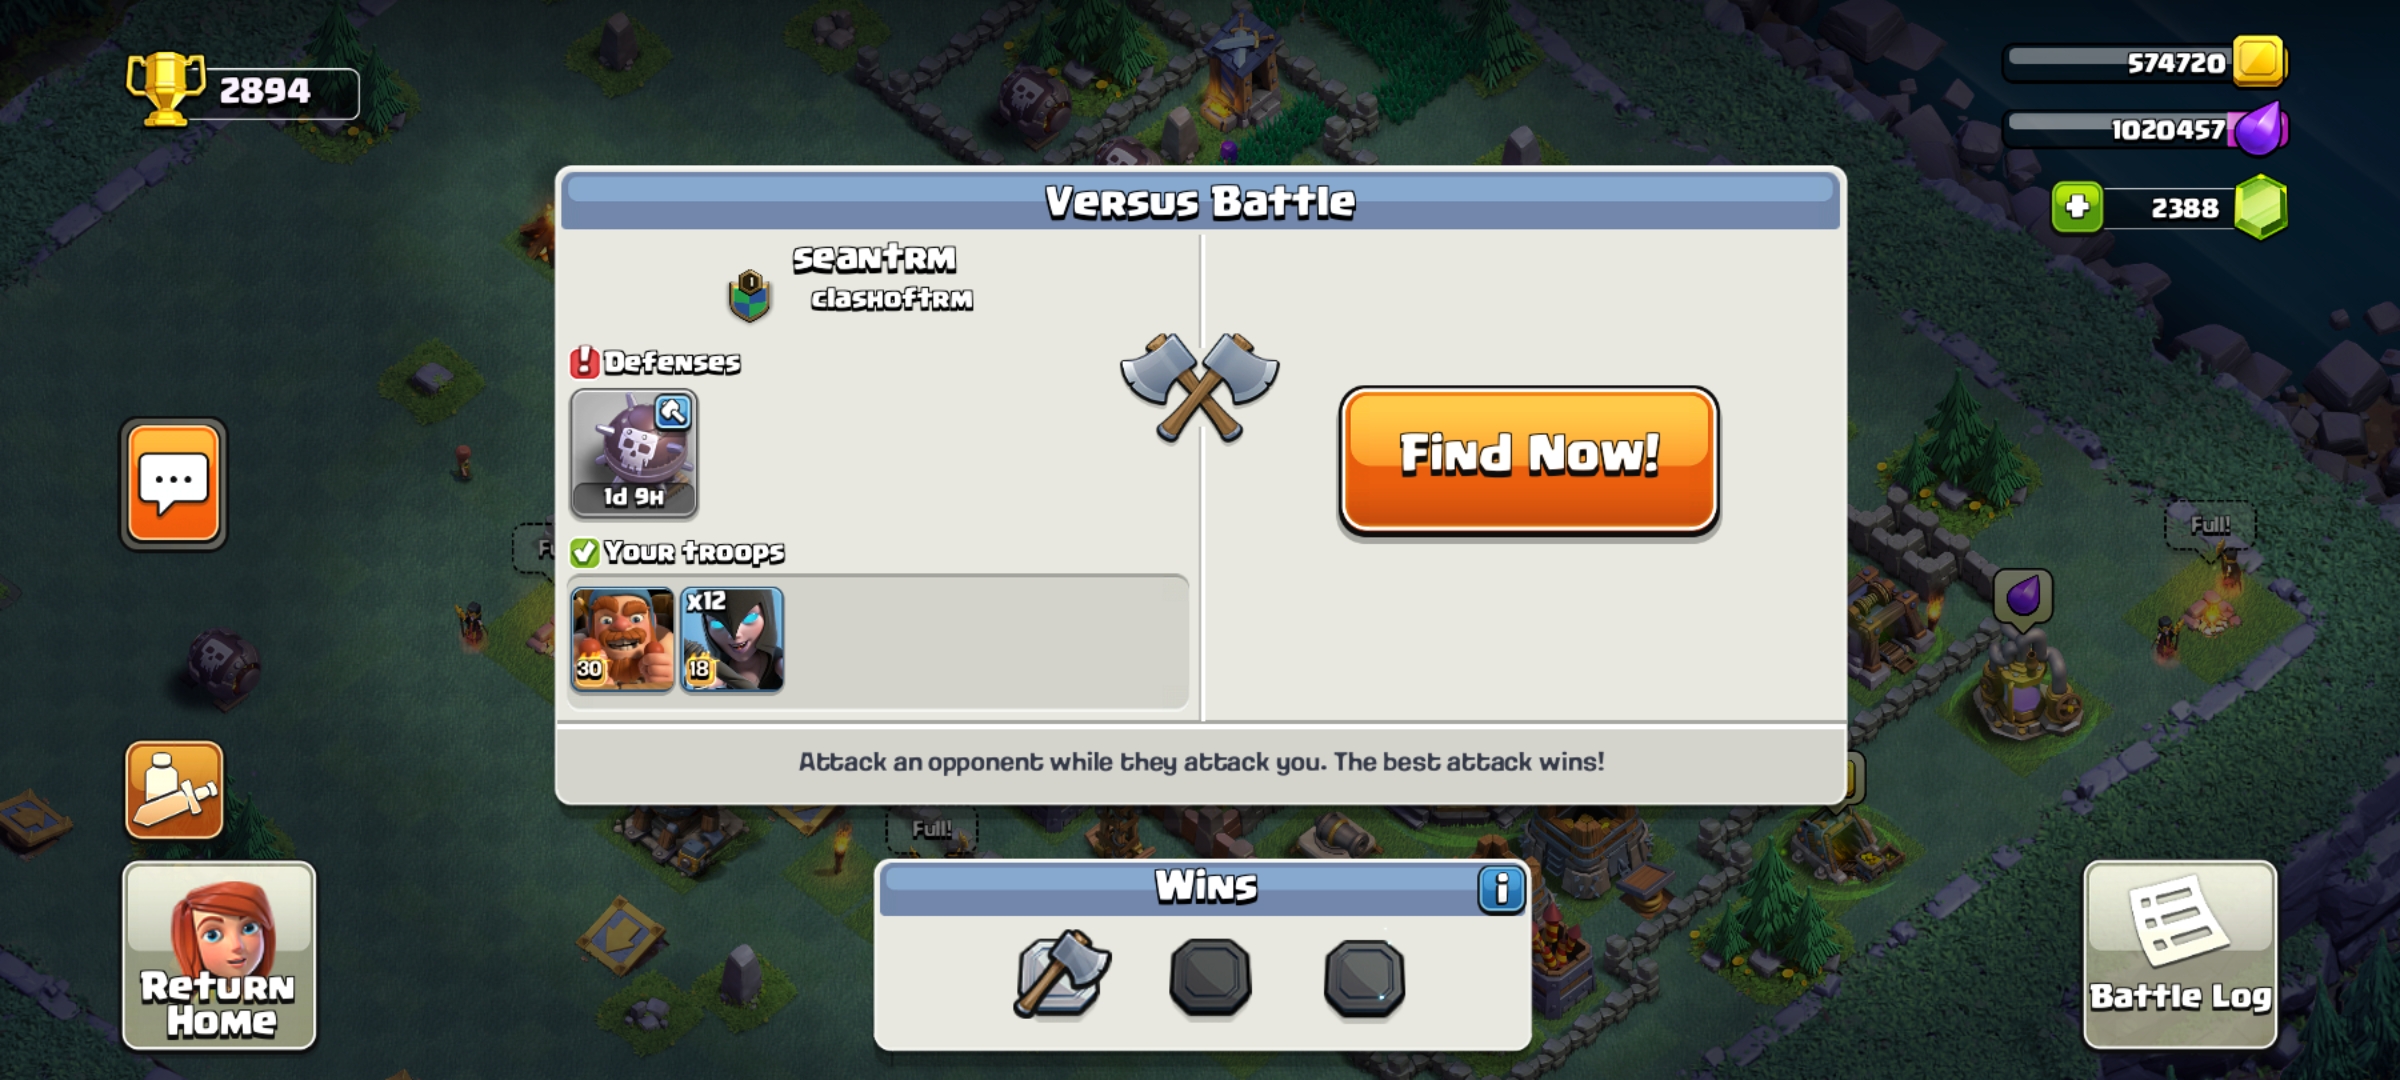 2894
574720
1020457
2388
Versus Battle
seantrm
clashoftrm
Defenses
1d 9H
Your troops
x12
30
18
Find Now!
Attack an opponent while they attack you. The best attack wins!
Full!
Full!
Wins
Return
Home
Battle Log